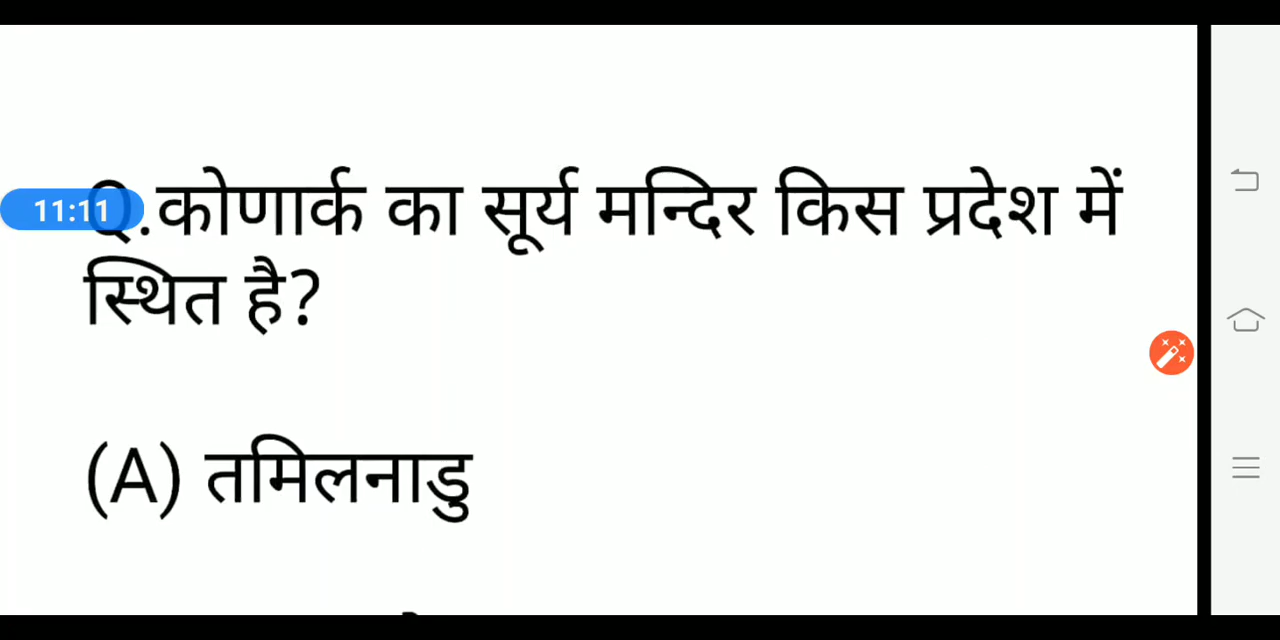 11:11
Q.कोणार्क का सूर्य मन्दिर किस प्रदेश में
स्थित है?
(A) तमिलनाडु